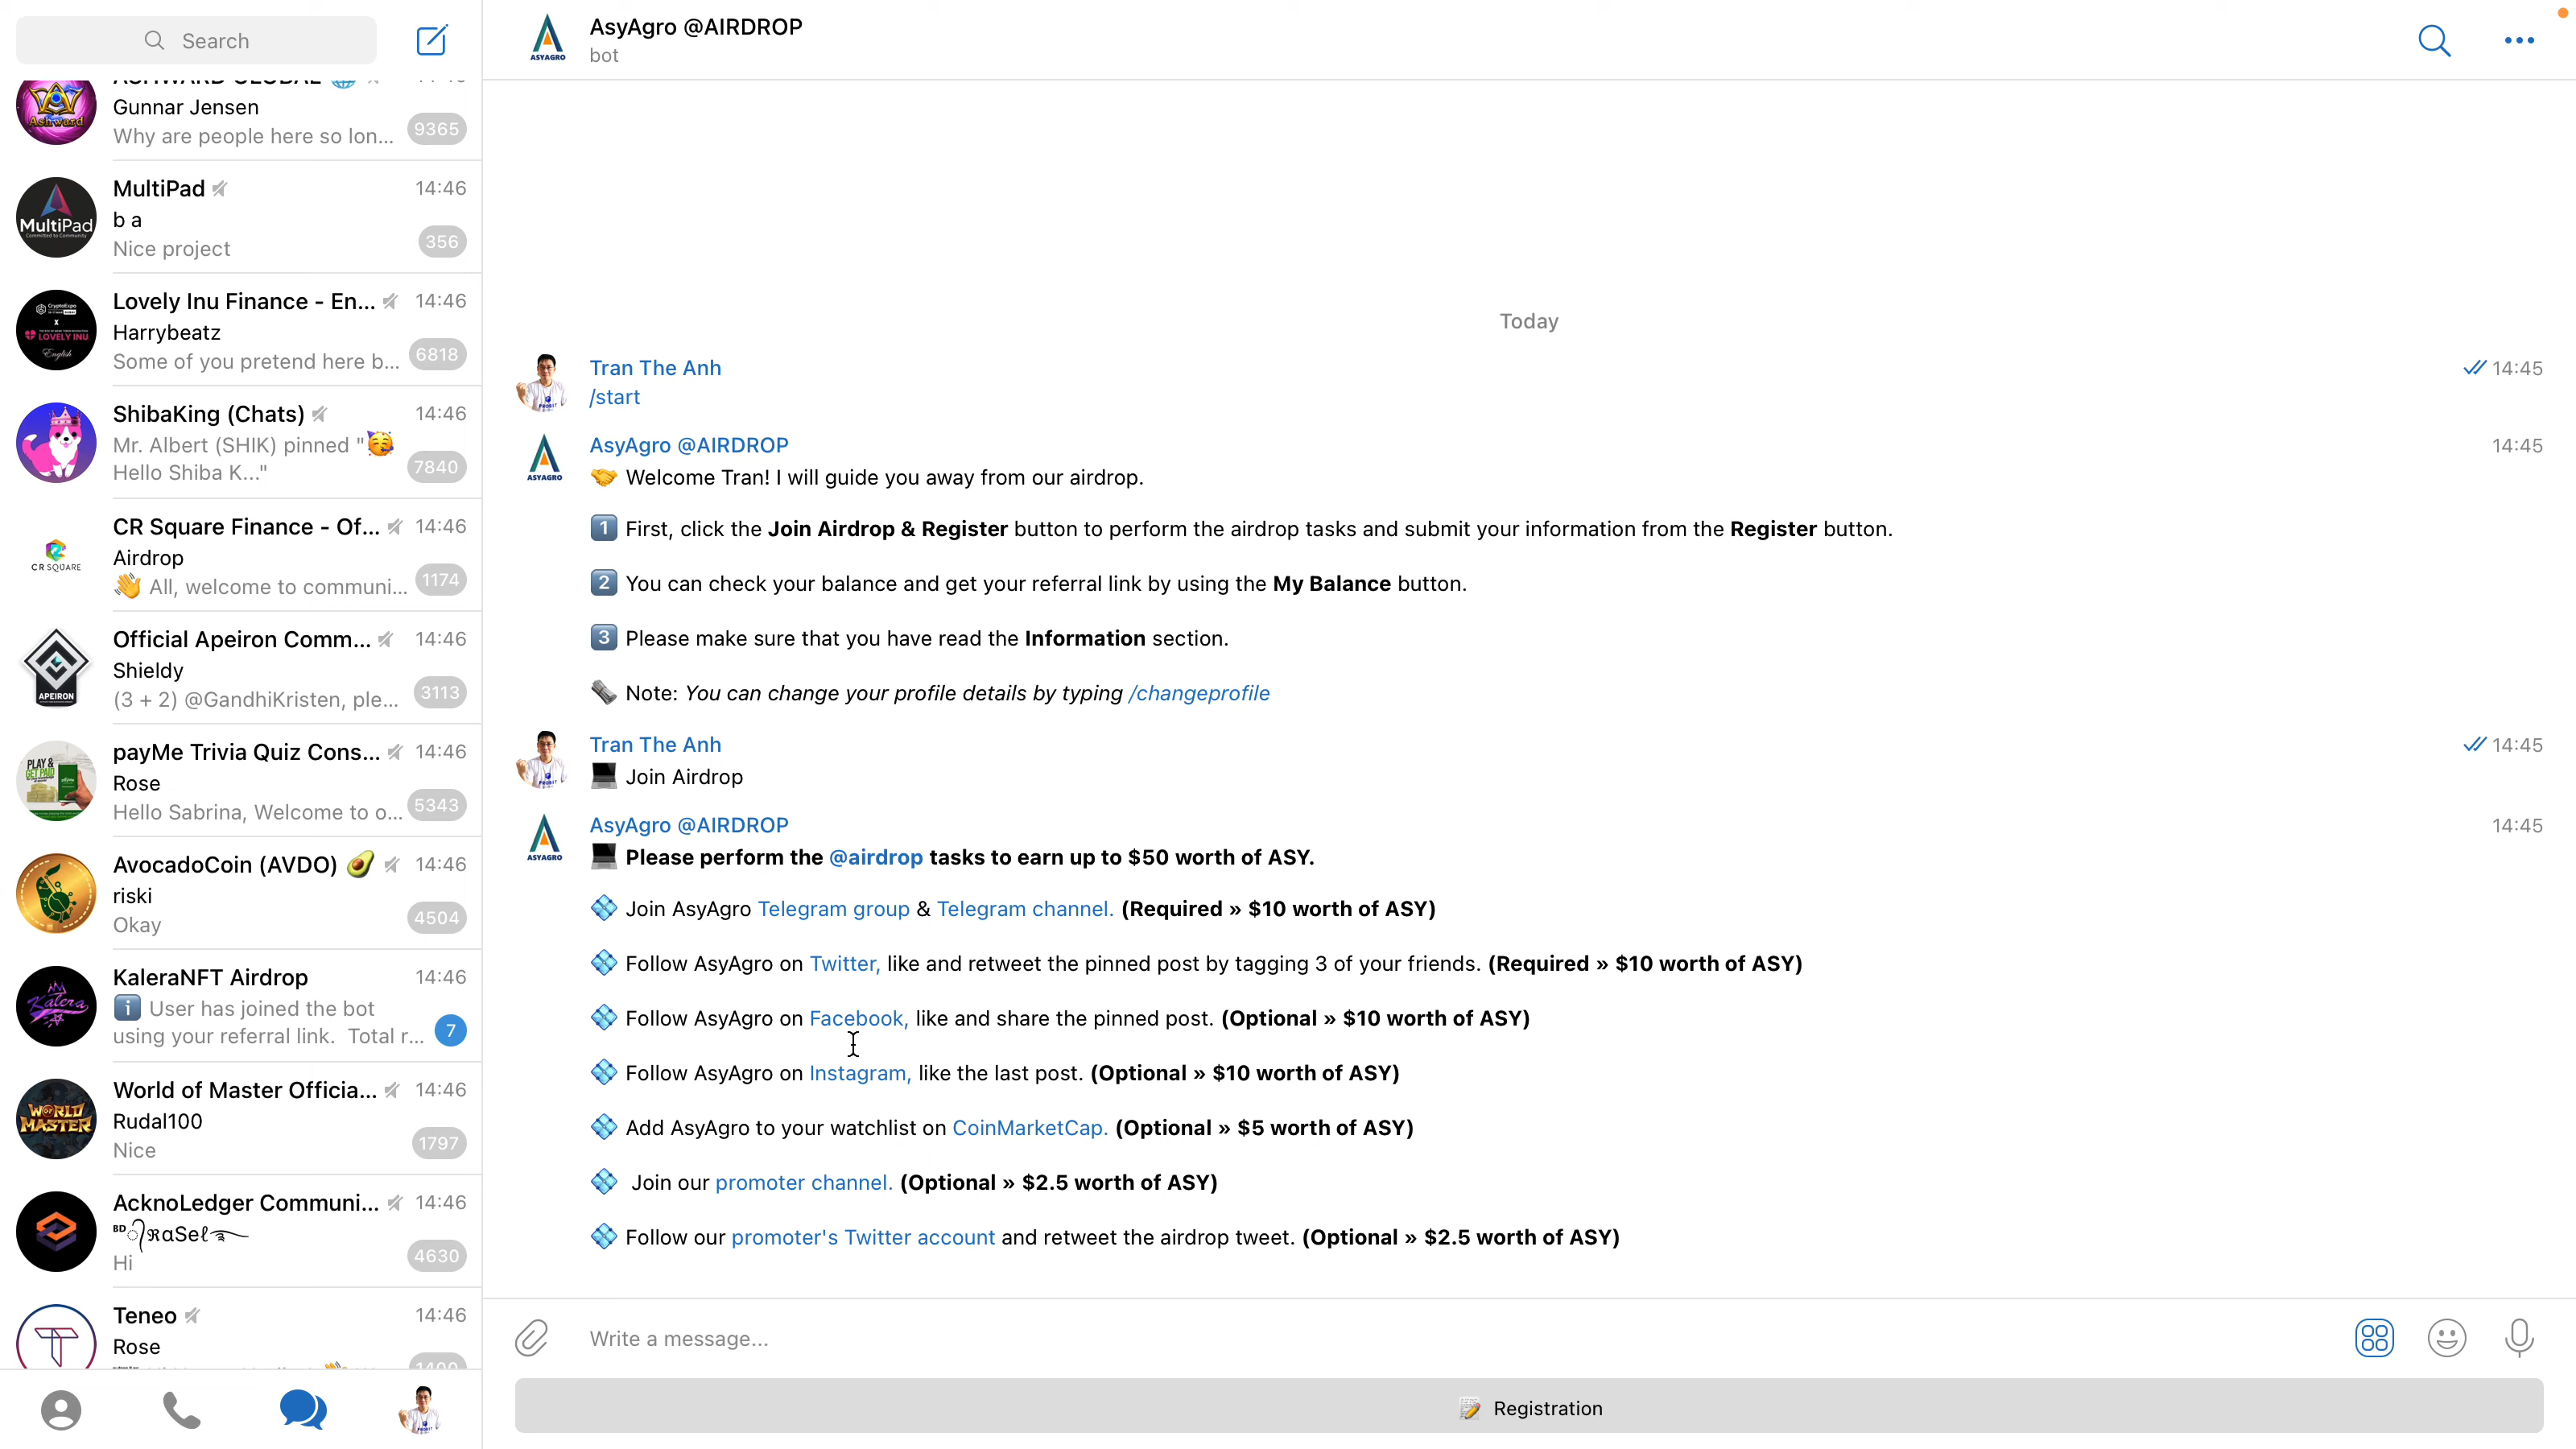 Search
Gunnar Jensen
Why are people here so lon...
9365
MultiPad
14:46
b a
Nice project
356
Lovely Inu Finance - En...
14:46
Harrybeatz
Some of you pretend here b...
6818
ShibaKing (Chats)
14:46
Mr. Albert (SHIK) pinned "🥳
Hello Shiba K..."
7840
CR Square Finance - Of...
14:46
Airdrop
👋 All, welcome to communi...
1174
Official Apeiron Comm...
14:46
Shieldy
(3 + 2) @GandhiKristen, ple...
3113
payMe Trivia Quiz Cons...
14:46
Rose
Hello Sabrina, Welcome to o...
5343
AvocadoCoin (AVDO) 🥑
14:46
riski
Okay
4504
KaleraNFT Airdrop
14:46
ℹ️ User has joined the bot
using your referral link. Total r...
7
World of Master Officia...
14:46
Rudal100
Nice
1797
AcknoLedger Communi...
14:46
Hi
4630
Teneo
14:46
Rose
AsyAgro @AIRDROP
bot
Today
Tran The Anh
14:45
/start
AsyAgro @AIRDROP
14:45
🤝 Welcome Tran! I will guide you away from our airdrop.
1️⃣ First, click the Join Airdrop & Register button to perform the airdrop tasks and submit your information from the Register button.
2️⃣ You can check your balance and get your referral link by using the My Balance button.
3️⃣ Please make sure that you have read the Information section.
🗞 Note: You can change your profile details by typing /changeprofile
Tran The Anh
14:45
💻 Join Airdrop
AsyAgro @AIRDROP
14:45
💻 Please perform the @airdrop tasks to earn up to $50 worth of ASY.
💠 Join AsyAgro Telegram group & Telegram channel. (Required » $10 worth of ASY)
💠 Follow AsyAgro on Twitter, like and retweet the pinned post by tagging 3 of your friends. (Required » $10 worth of ASY)
💠 Follow AsyAgro on Facebook, like and share the pinned post. (Optional » $10 worth of ASY)
💠 Follow AsyAgro on Instagram, like the last post. (Optional » $10 worth of ASY)
💠 Add AsyAgro to your watchlist on CoinMarketCap. (Optional » $5 worth of ASY)
💠 Join our promoter channel. (Optional » $2.5 worth of ASY)
💠 Follow our promoter's Twitter account and retweet the airdrop tweet. (Optional » $2.5 worth of ASY)
Write a message...
📝 Registration